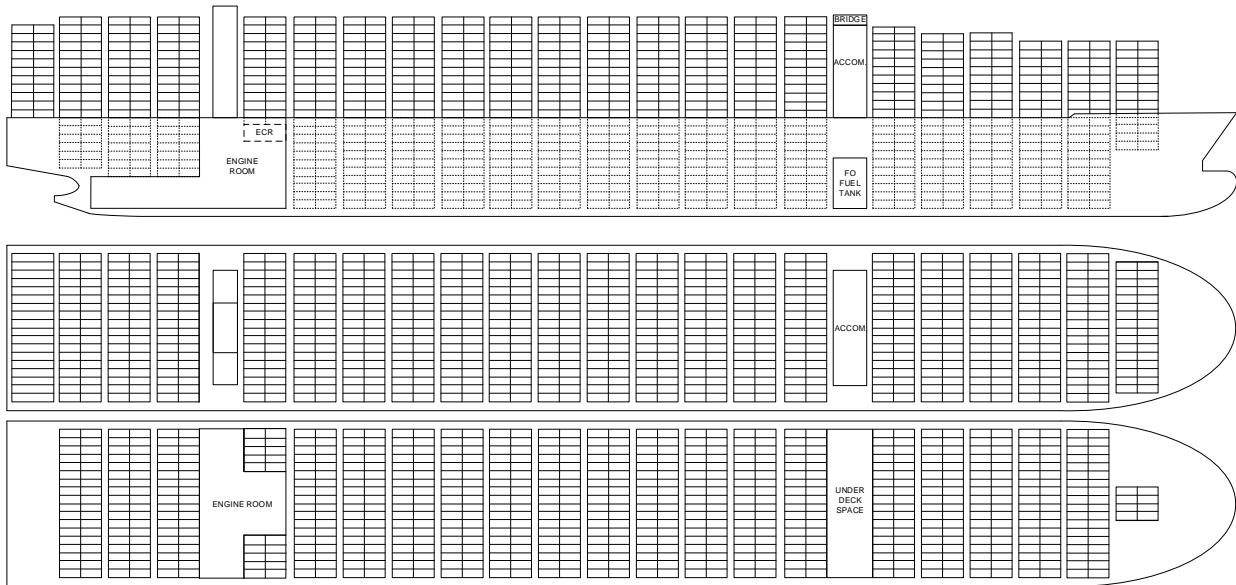 BRIDGE
ACCOM.
ECR
ENGINE
ROOM
FO
FUEL
TANK
ACCOM.
ENGINE ROOM
UNDER
DECK
SPACE